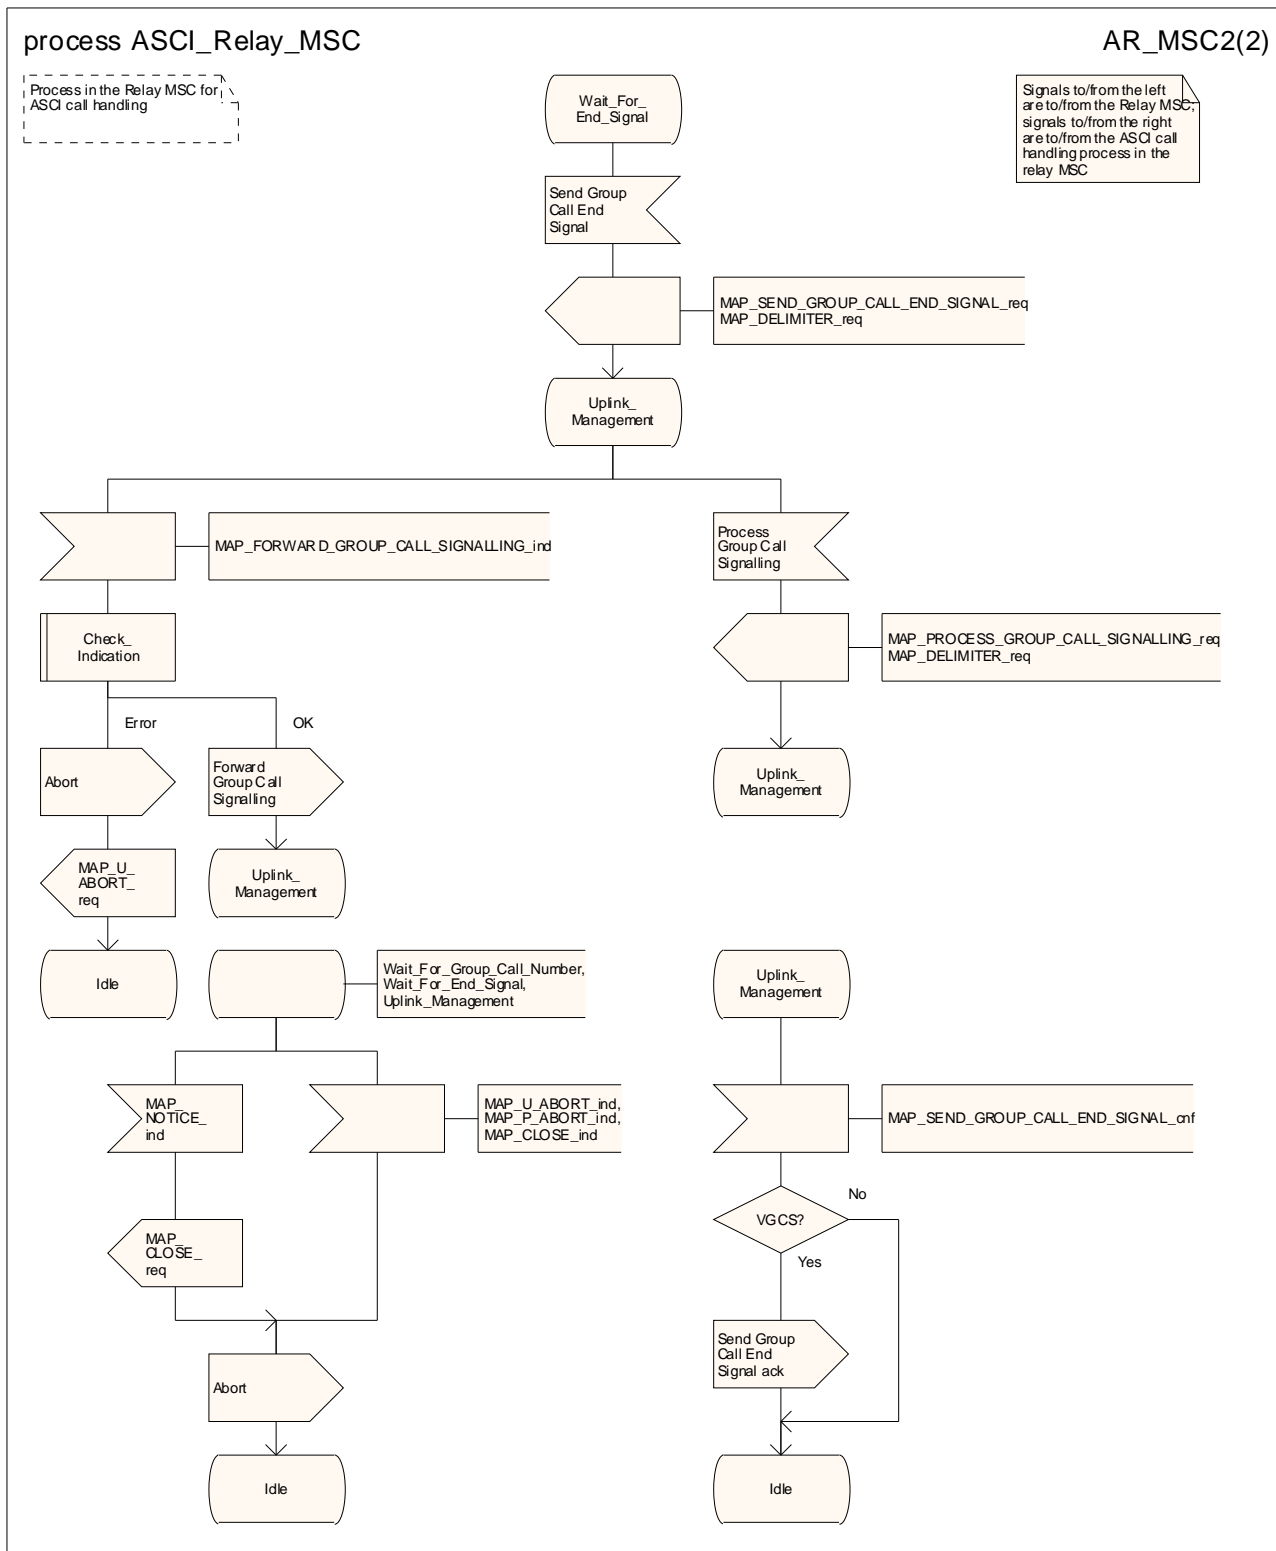 process ASCI_Relay_MSC
AR_MSC2(2)
Process in the Relay MSC for
ASCI call handling
Wait_For_
End_Signal
Signals to/from the left
are to/from the Relay MSC;
signals to/from the right
are to/from the ASCI call
handling process in the
relay MSC
Send Group
Call End
Signal
MAP_SEND_GROUP_CALL_END_SIGNAL_req
MAP_DELIMITER_req
Uplink_
Management
MAP_FORWARD_GROUP_CALL_SIGNALLING_ind
Process
Group Call
Signalling
Check_
Indication
MAP_PROCESS_GROUP_CALL_SIGNALLING_req
MAP_DELIMITER_req
Error
OK
Abort
Forward
Group Call
Signalling
Uplink_
Management
MAP_U_
ABORT_
req
Uplink_
Management
Idle
Wait_For_Group_Call_Number,
Wait_For_End_Signal,
Uplink_Management
Uplink_
Management
MAP_
NOTICE_
ind
MAP_U_ABORT_ind,
MAP_P_ABORT_ind,
MAP_CLOSE_ind
MAP_SEND_GROUP_CALL_END_SIGNAL_cnf
No
VGCS?
Yes
MAP_
CLOSE_
req
Send Group
Call End
Signal ack
Abort
Idle
Idle